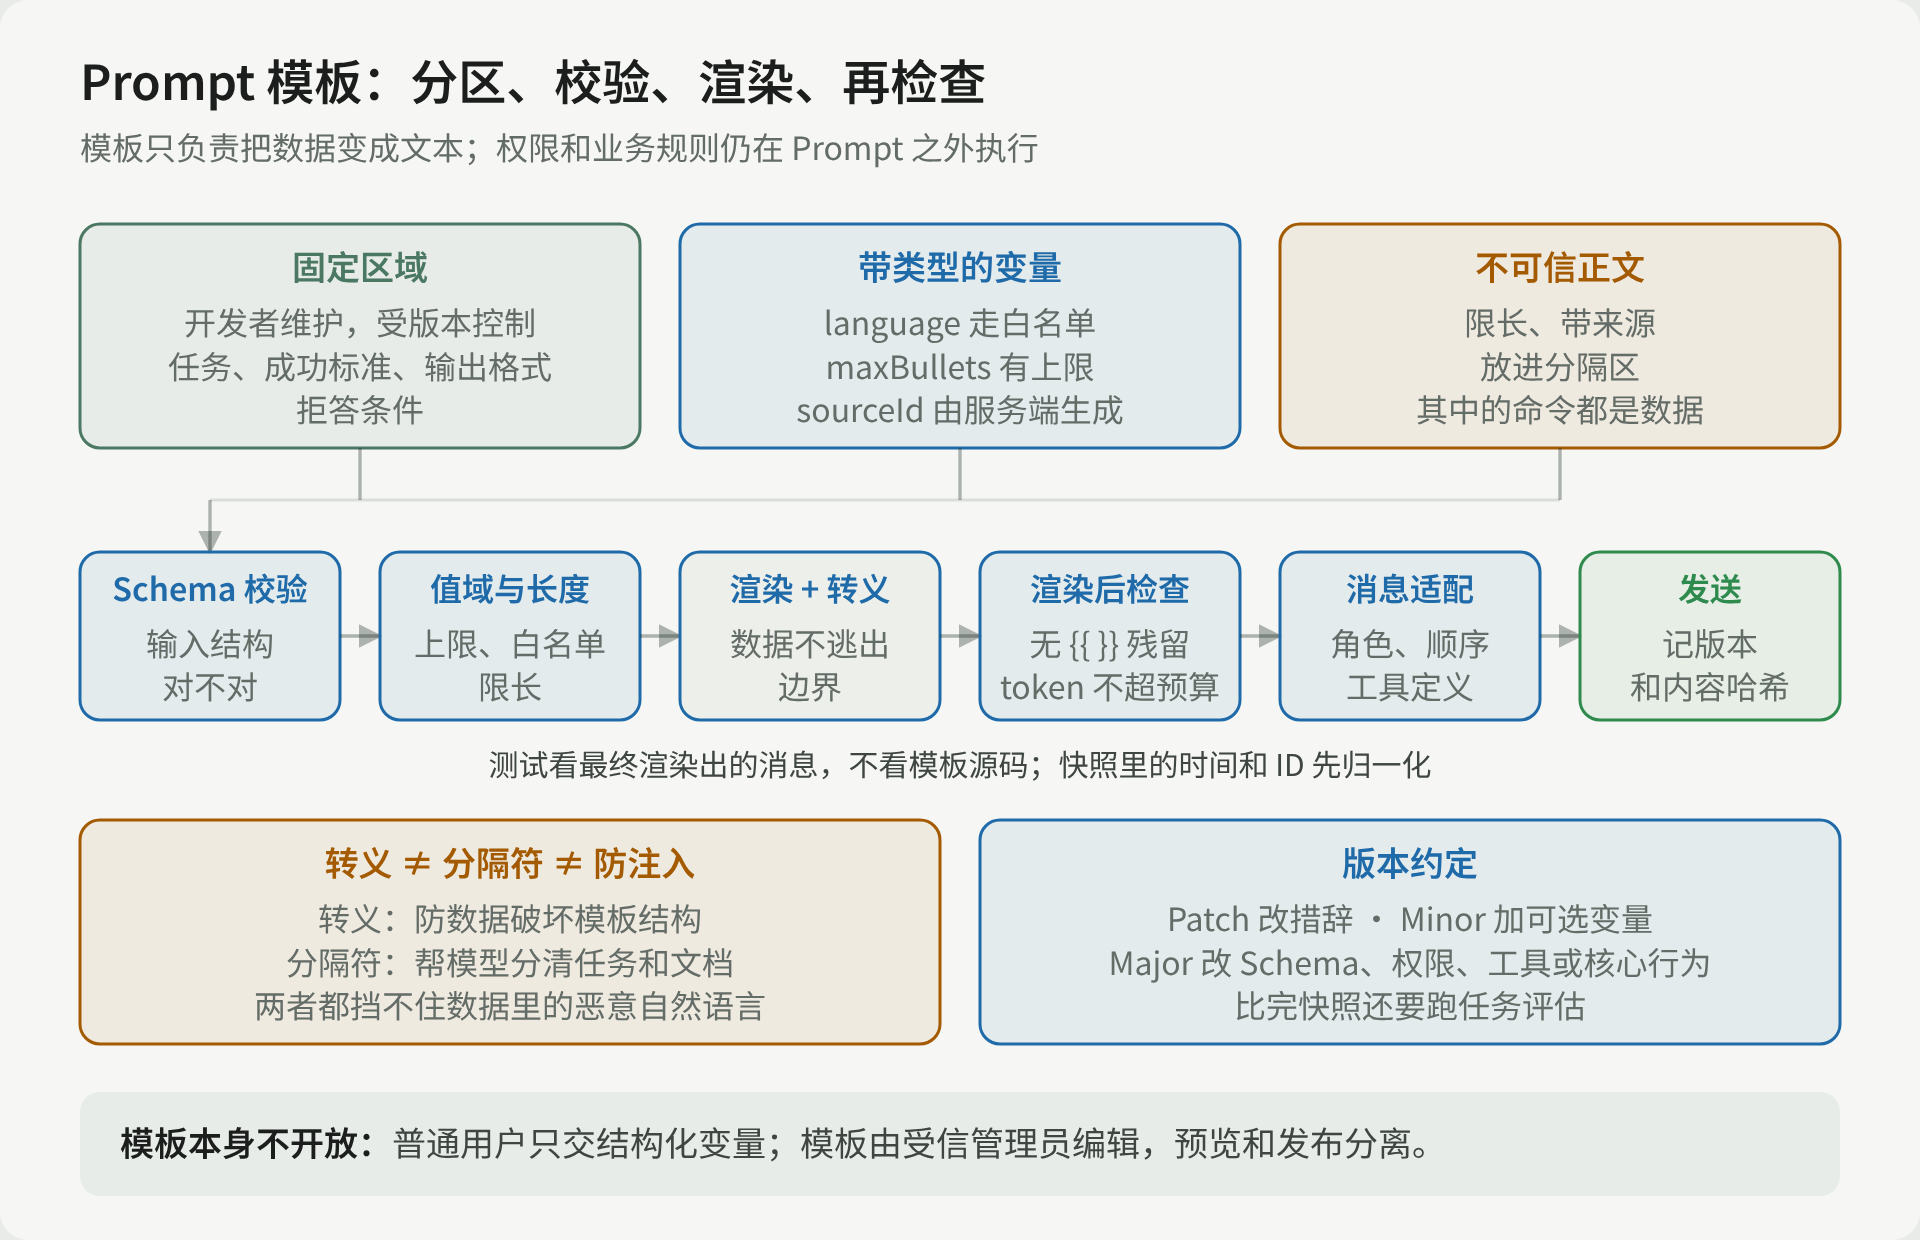 Prompt 模板：分区、校验、渲染、再检查
模板只负责把数据变成文本；权限和业务规则仍在 Prompt 之外执行
固定区域
开发者维护，受版本控制
任务、成功标准、输出格式
拒答条件
带类型的变量
language 走白名单
maxBullets 有上限
sourceId 由服务端生成
不可信正文
限长、带来源
放进分隔区
其中的命令都是数据
Schema 校验
输入结构
对不对
值域与长度
上限、白名单
限长
渲染 + 转义
数据不逃出
边界
渲染后检查
无 {{ }} 残留
token 不超预算
消息适配
角色、顺序
工具定义
发送
记版本
和内容哈希
测试看最终渲染出的消息，不看模板源码；快照里的时间和 ID 先归一化
转义 ≠ 分隔符 ≠ 防注入
转义：防数据破坏模板结构
分隔符：帮模型分清任务和文档
两者都挡不住数据里的恶意自然语言
版本约定
Patch 改措辞 · Minor 加可选变量
Major 改 Schema、权限、工具或核心行为
比完快照还要跑任务评估
模板本身不开放：普通用户只交结构化变量；模板由受信管理员编辑，预览和发布分离。